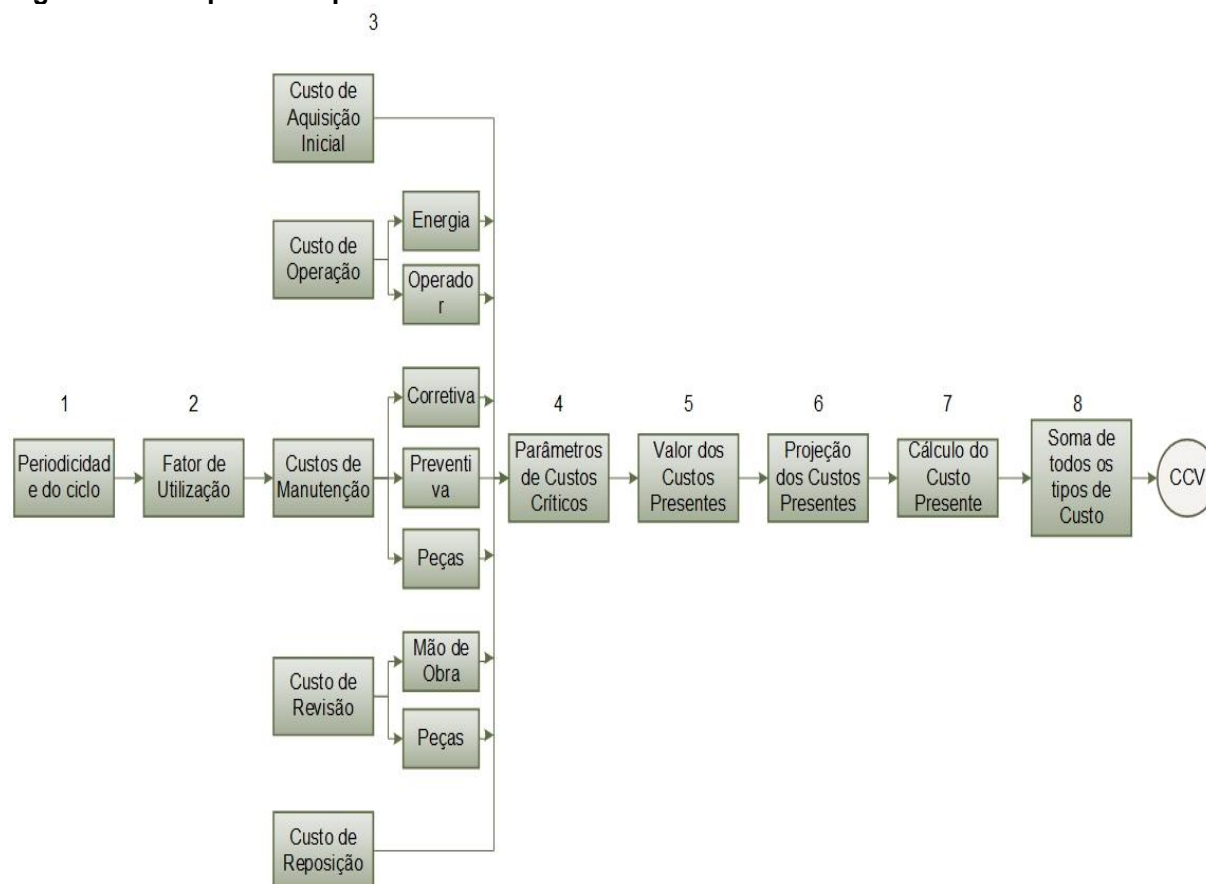 3
Custo de
Aquisição
Inicial
Energia
Custo de
Operação
Operado
r
Corretiva
1
2
4
5
6
7
8
Periodicidad
e do ciclo
Fator de
Utilização
Custos de
Manutenção
Preventi
va
Parâmetros
de Custos
Críticos
Valor dos
Custos
Presentes
Projeção
dos Custos
Presentes
Cálculo do
Custo
Presente
Soma de
todos os
tipos de
Custo
CCV
Peças
Mão de
Obra
Custo de
Revisão
Peças
Custo de
Reposição